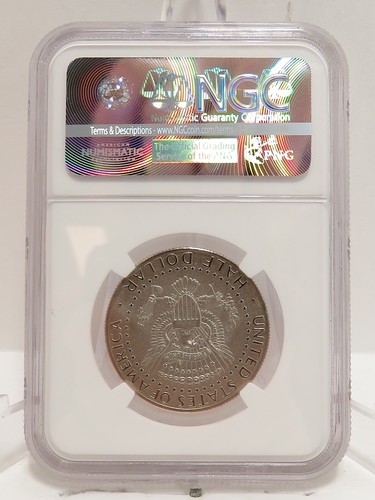 NGC
Numismatic Guaranty Corporation
Terms & Descriptions - www.NGCcoin.com/terms
AMERICAN
NUMISMATIC
ASSOCIATION
The Official Grading
Service of the ANA
PNG
UNITED STATES OF AMERICA
HALF DOLLAR